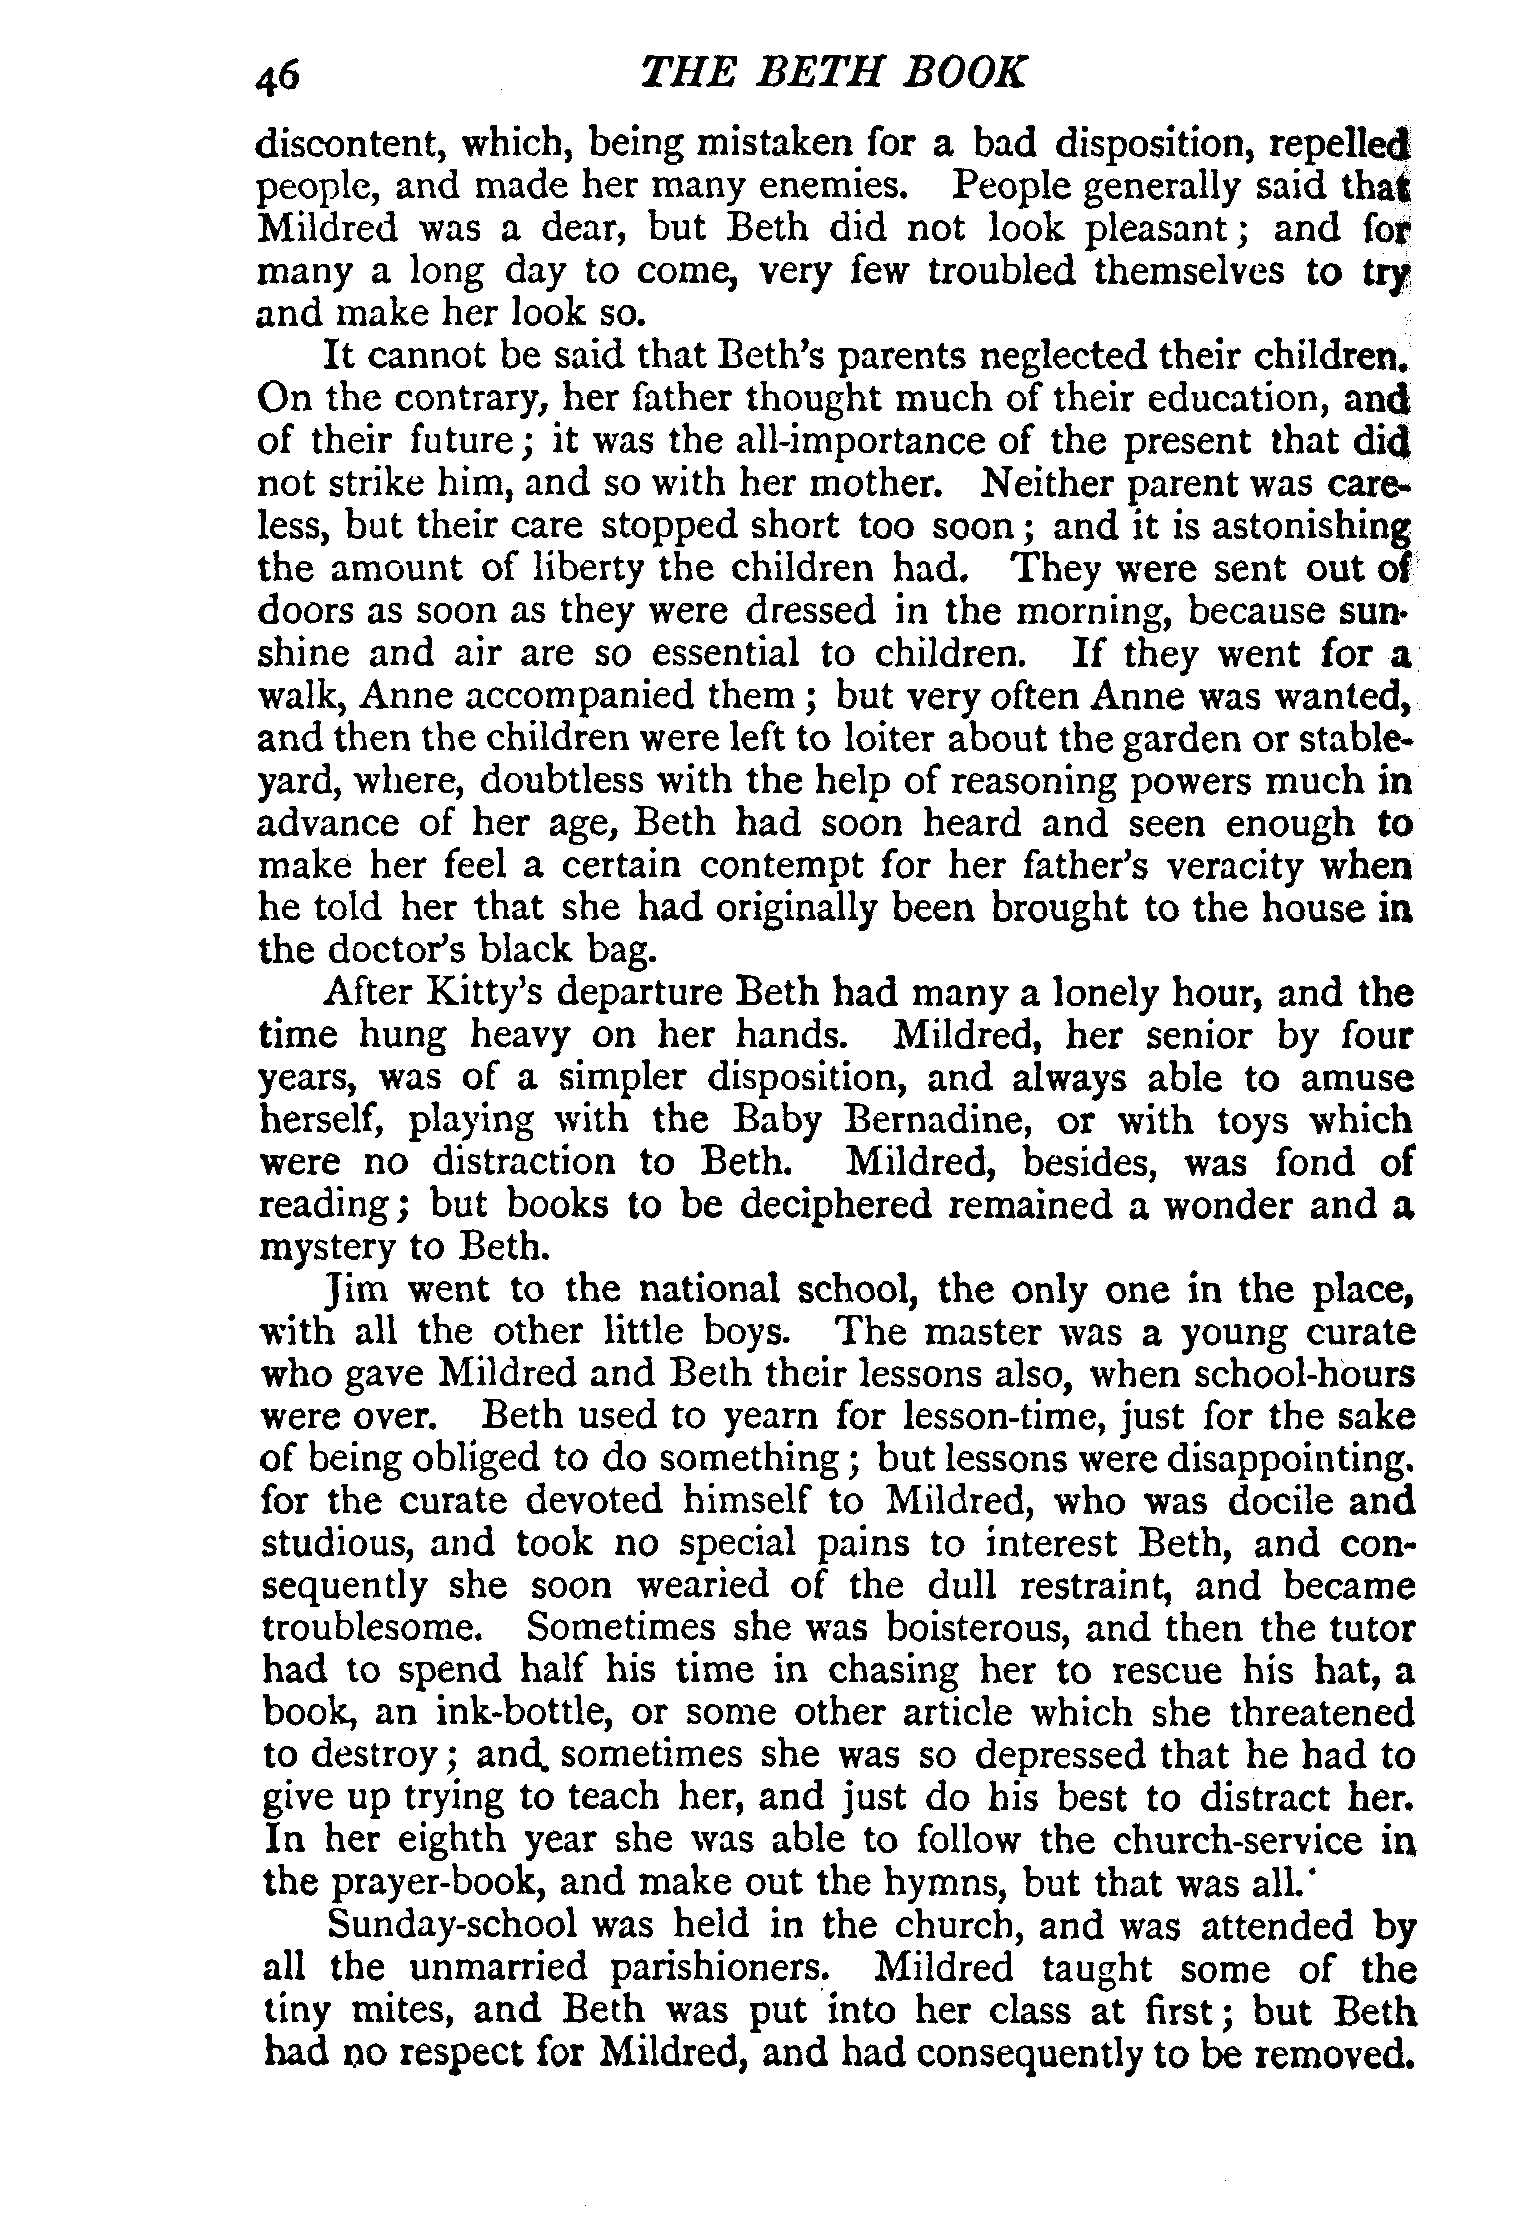 46 THE BETH BOOK
discontent, which, being mistaken for a bad disposition, repelled
people, and made her many enemies. People generally said that
Mildred was a dear, but Beth did not look pleasant; and for
many a long day to come, very few troubled themselves to try
and make her look so.
It cannot be said that Beth's parents neglected their children.
On the contrary, her father thought much of their education, and
of their future; it was the all-importance of the present that did
not strike him, and so with her mother. Neither parent was care-
less, but their care stopped short too soon; and it is astonishing
the amount of liberty the children had. They were sent out of
doors as soon as they were dressed in the morning, because sun-
shine and air are so essential to children. If they went for a
walk, Anne accompanied them; but very often Anne was wanted,
and then the children were left to loiter about the garden or stable-
yard, where, doubtless with the help of reasoning powers much in
advance of her age, Beth had soon heard and seen enough to
make her feel a certain contempt for her father's veracity when
he told her that she had originally been brought to the house in
the doctor's black bag.
After Kitty's departure Beth had many a lonely hour, and the
time hung heavy on her hands. Mildred, her senior by four
years, was of a simpler disposition, and always able to amuse
herself, playing with the Baby Bernadine, or with toys which
were no distraction to Beth. Mildred, besides, was fond of
reading; but books to be deciphered remained a wonder and a
mystery to Beth.
Jim went to the national school, the only one in the place,
with all the other little boys. The master was a young curate
who gave Mildred and Beth their lessons also, when school-hours
were over. Beth used to yearn for lesson-time, just for the sake
of being obliged to do something; but lessons were disappointing.
for the curate devoted himself to Mildred, who was docile and
studious, and took no special pains to interest Beth, and con-
sequently she soon wearied of the dull restraint, and became
troublesome. Sometimes she was boisterous, and then the tutor
had to spend half his time in chasing her to rescue his hat, a
book, an ink-bottle, or some other article which she threatened
to destroy; and sometimes she was so depressed that he had to
give up trying to teach her, and just do his best to distract her.
In her eighth year she was able to follow the church-service in
the prayer-book, and make out the hymns, but that was all.
Sunday-school was held in the church, and was attended by
all the unmarried parishioners. Mildred taught some of the
tiny mites, and Beth was put into her class at first; but Beth
had no respect for Mildred, and had consequently to be removed.